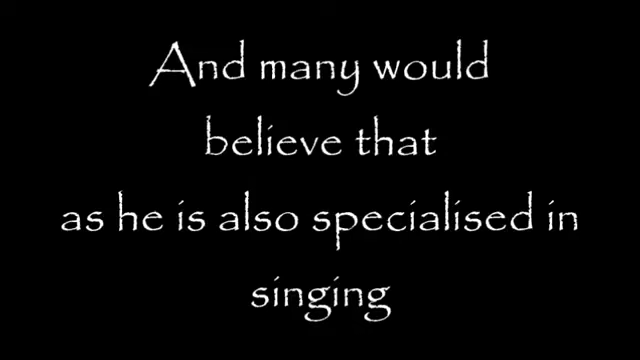 And many would
believe that
as he is also specialised in
singing